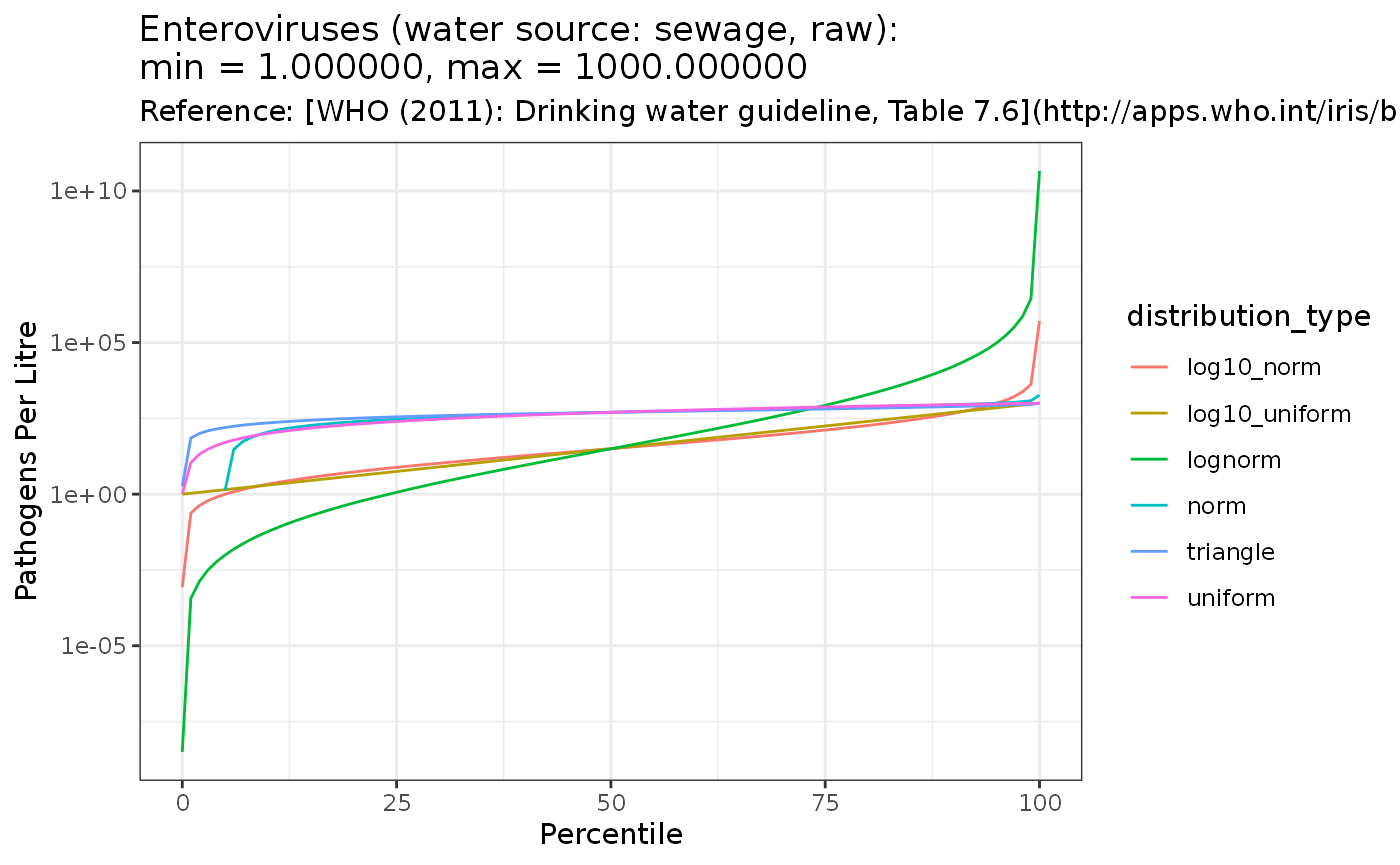 Enteroviruses (water source: sewage, raw):
min = 1.000000, max = 1000.000000
Reference: [WHO (2011): Drinking water guideline, Table 7.6](http://apps.who.int/iris/b
Pathogens Per Litre
1e+10
1e+05
1e+00
1e-05
0 25 50 75 100
Percentile
distribution_type
log10_norm
log10_uniform
lognorm
norm
triangle
uniform